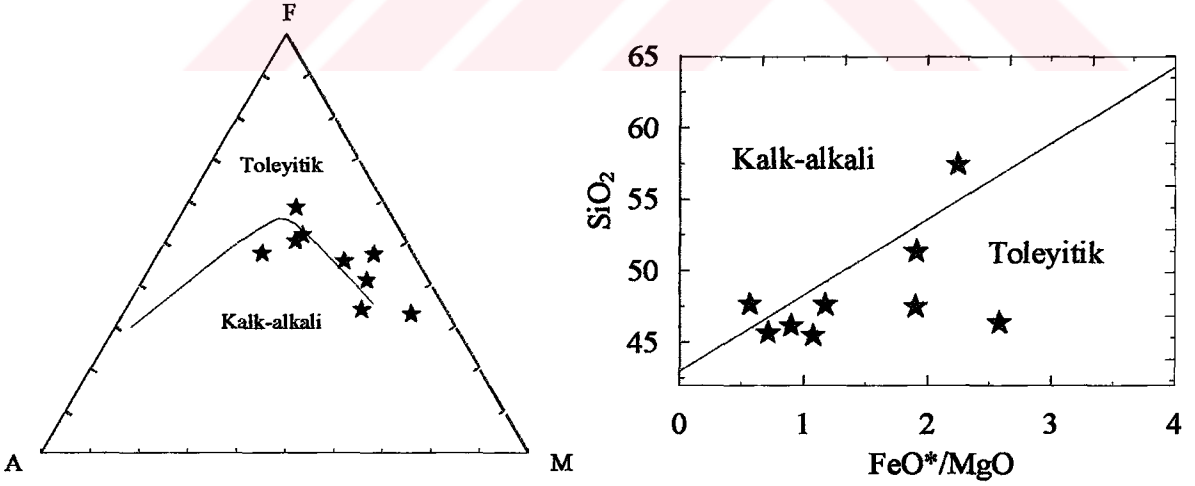 F
Toleyitik
Kalk-alkali
A
M
65
60
55
50
45
SiO₂
Kalk-alkali
Toleyitik
0 1 2 3 4
FeO*/MgO